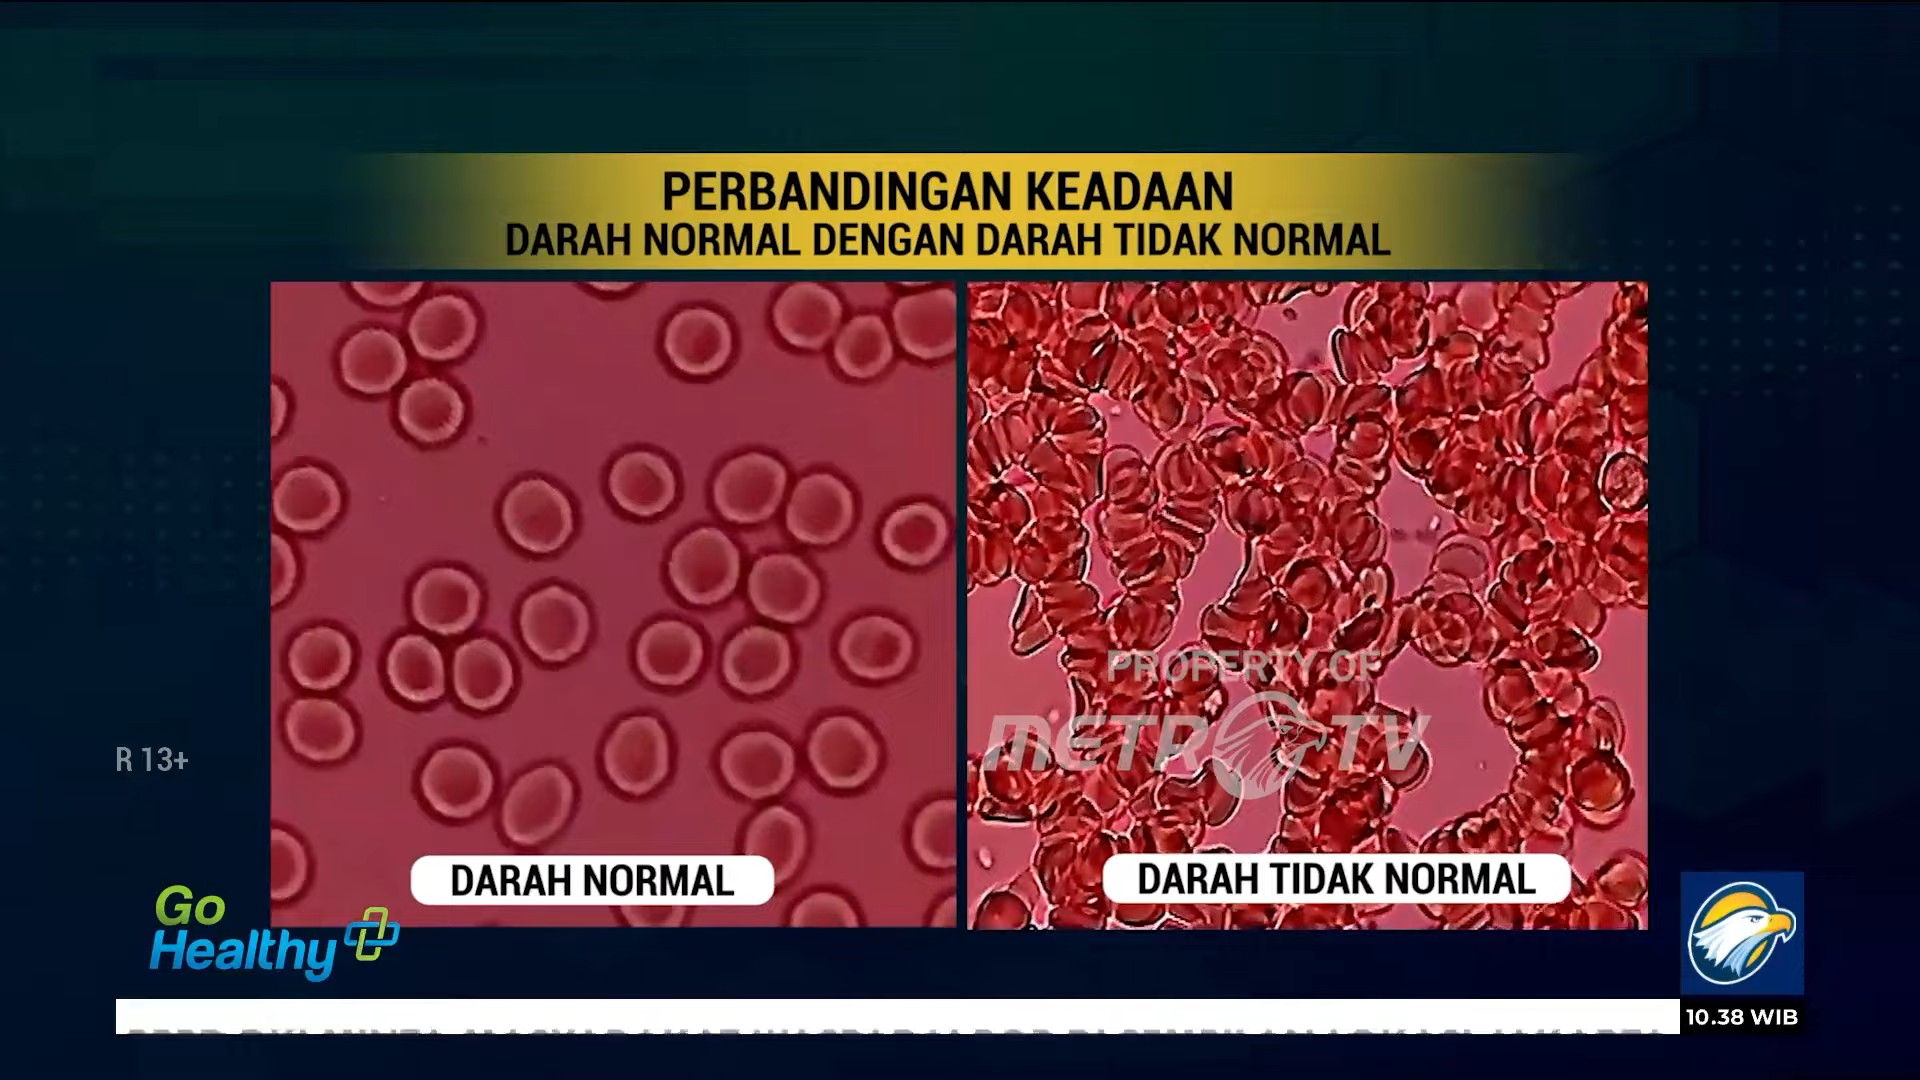 PERBANDINGAN KEADAAN
DARAH NORMAL DENGAN DARAH TIDAK NORMAL
PROPERTY OF
METRO TV
R 13+
DARAH NORMAL
DARAH TIDAK NORMAL
Go
Healthy
10.38 WIB